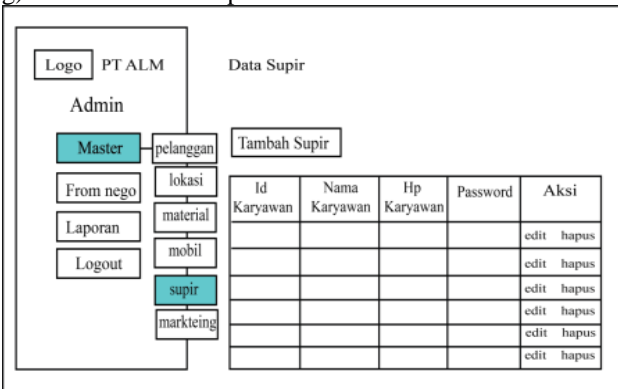 Logo PT ALM
Data Supir
Admin
Master
pelanggan
Tambah Supir
lokasi
From nego
material
Laporan
mobil
Logout
supir
markteing
Id Karyawan
Nama Karyawan
Hp Karyawan
Password
Aksi
edit hapus
edit hapus
edit hapus
edit hapus
edit hapus
edit hapus